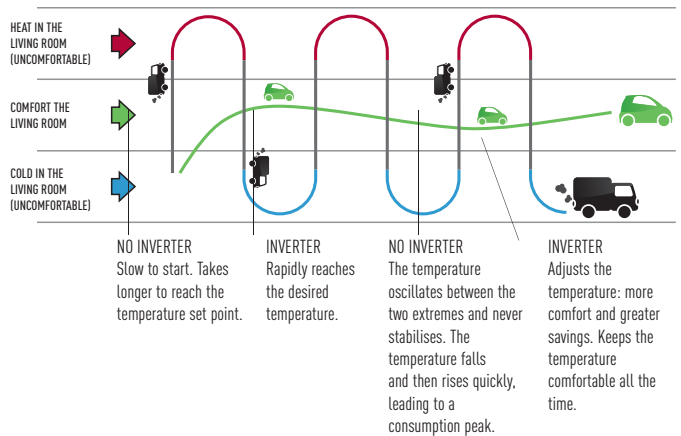 HEAT IN THE
LIVING ROOM
(UNCOMFORTABLE)
COMFORT THE
LIVING ROOM
COLD IN THE
LIVING ROOM
(UNCOMFORTABLE)
NO INVERTER
Slow to start. Takes
longer to reach the
temperature set point.
INVERTER
Rapidly reaches
the desired
temperature.
NO INVERTER
The temperature
oscillates between the
two extremes and never
stabilises. The
temperature falls
and then rises quickly,
leading to a
consumption peak.
INVERTER
Adjusts the
temperature: more
comfort and greater
savings. Keeps the
temperature
comfortable all the
time.